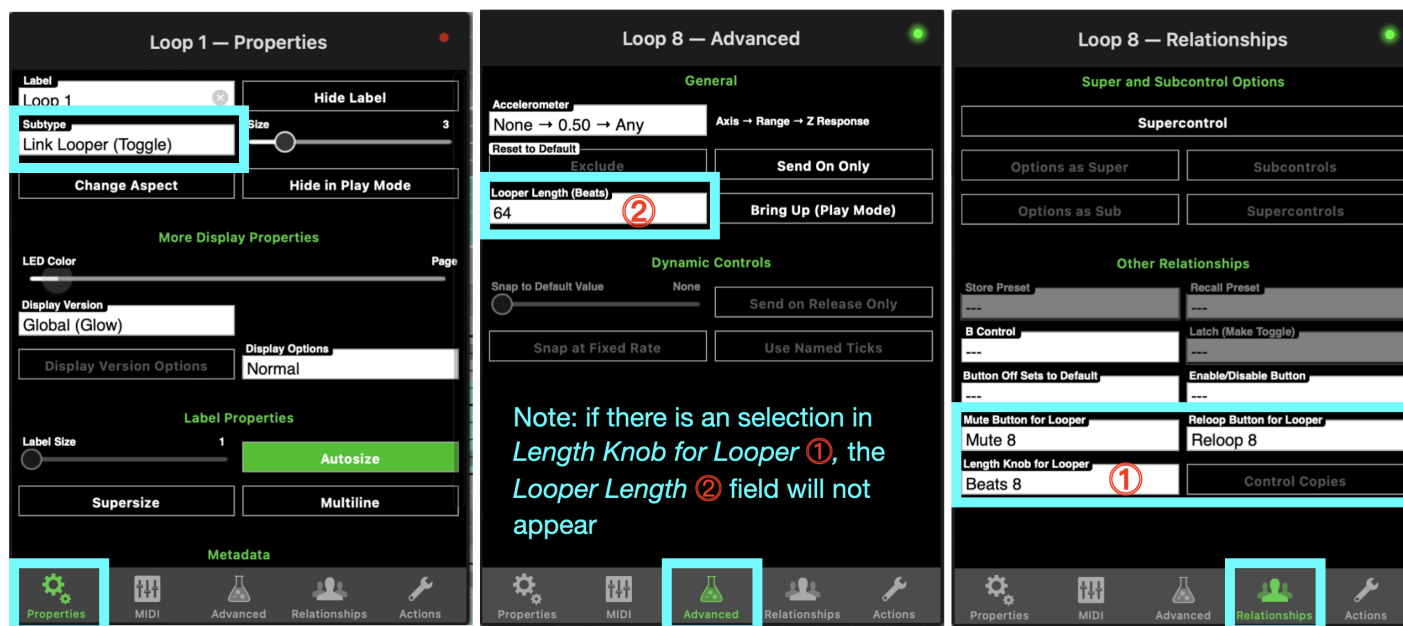 Loop 1 — Properties
Label
Loop 1
Hide Label
Subtype
Link Looper (Toggle)
Size
3
Change Aspect
Hide in Play Mode
More Display Properties
LED Color
Page
Display Version
Global (Glow)
Display Version Options
Display Options
Normal
Label Properties
Label Size
1
Autosize
Supersize
Multiline
Metadata
Properties
MIDI
Advanced
Relationships
Actions
Loop 8 — Advanced
General
Accelerometer
None → 0.50 → Any
Axis → Range → Z Response
Reset to Default
Exclude
Send On Only
Looper Length (Beats)
64
②
Bring Up (Play Mode)
Dynamic Controls
Snap to Default Value
None
Send on Release Only
Snap at Fixed Rate
Use Named Ticks
Note: if there is an selection in
Length Knob for Looper ①, the
Looper Length ② field will not
appear
Properties
MIDI
Advanced
Relationships
Actions
Loop 8 — Relationships
Super and Subcontrol Options
Supercontrol
Options as Super
Subcontrols
Options as Sub
Supercontrols
Other Relationships
Store Preset
---
Recall Preset
---
B Control
---
Latch (Make Toggle)
---
Button Off Sets to Default
---
Enable/Disable Button
---
Mute Button for Looper
Mute 8
Reloop Button for Looper
Reloop 8
Length Knob for Looper
Beats 8
①
Control Copies
Properties
MIDI
Advanced
Relationships
Actions